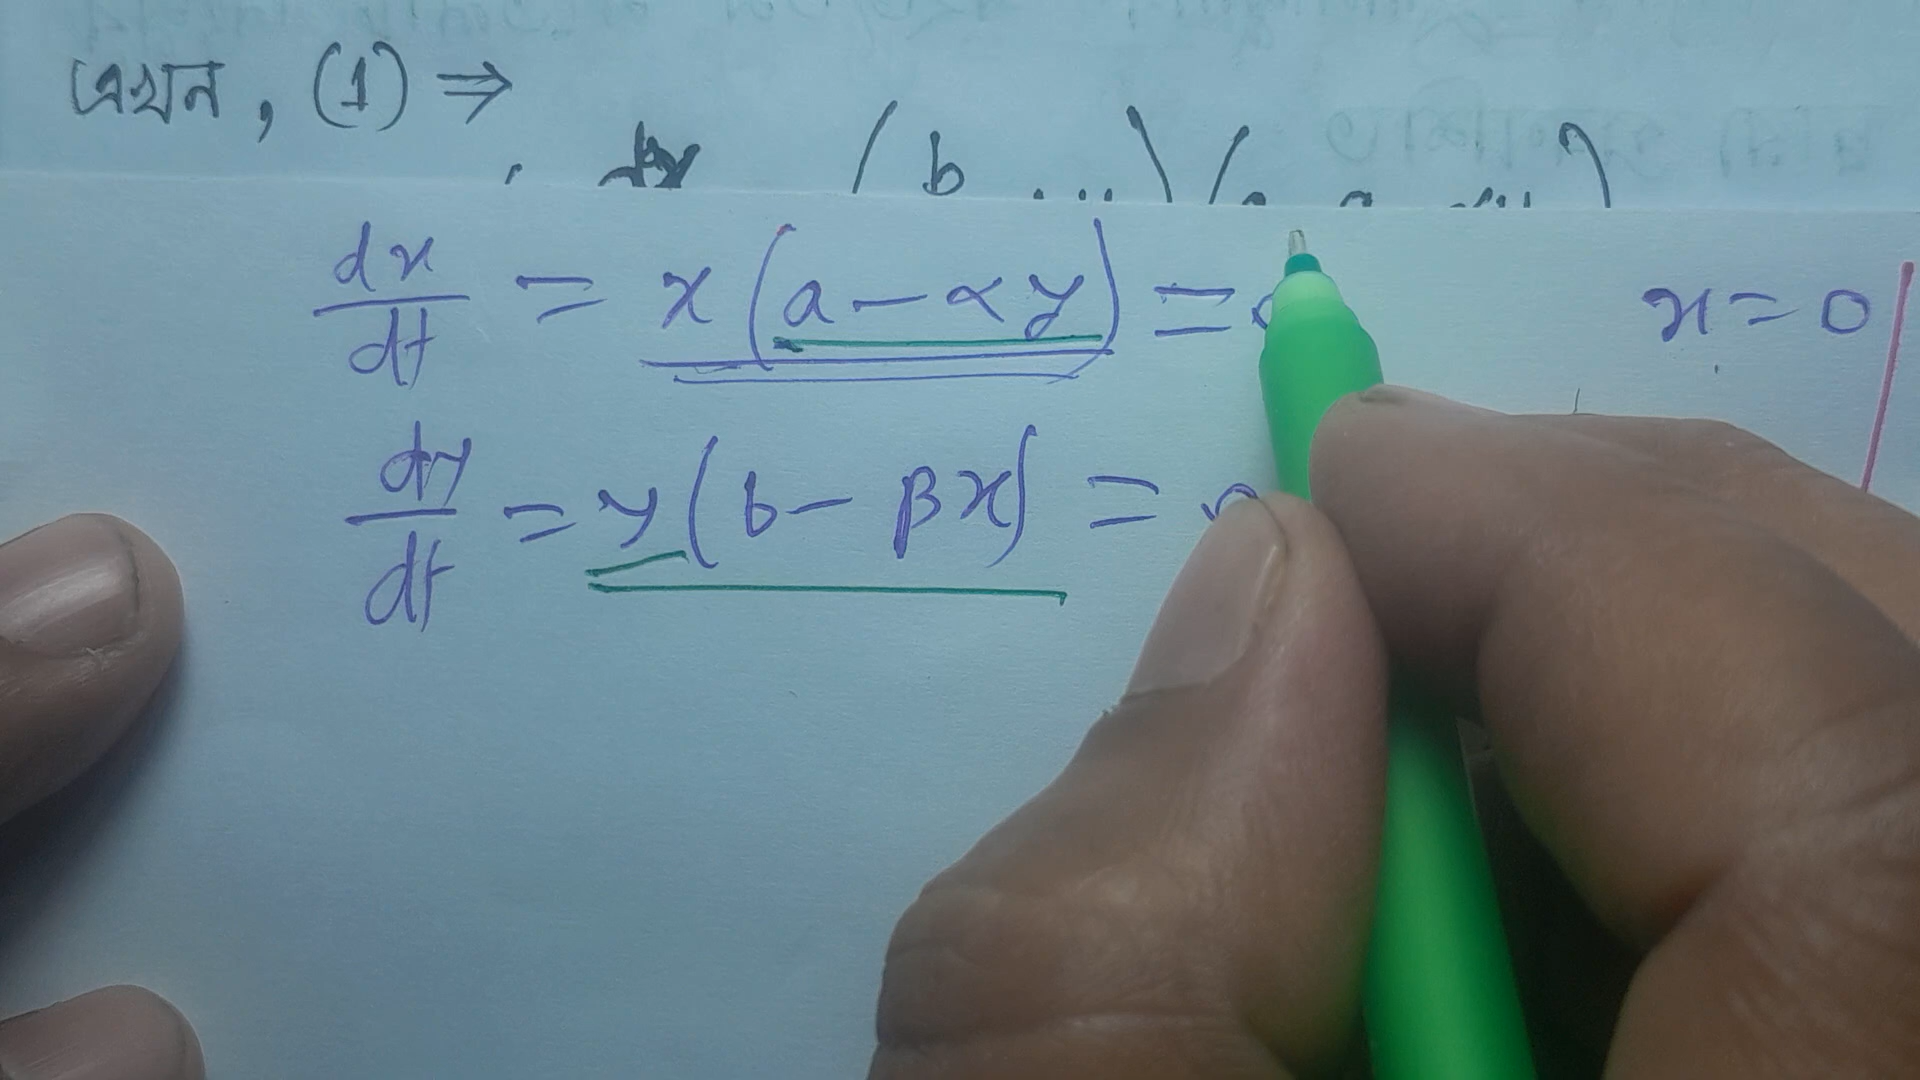 এখন, (1) ⇒
dx/dt = x(a - αy) =
x = 0
dy/dt = y(b - βx) =